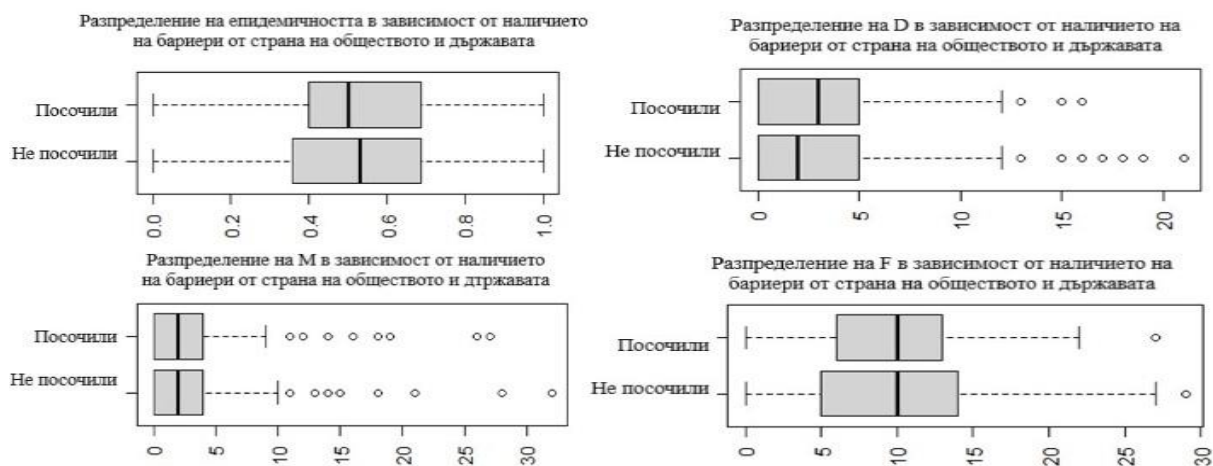 Разпределение на епидемичността в зависимост от наличието
на бариери от страна на обществото и държавата
Посочили
Не посочили
0.0 0.2 0.4 0.6 0.8 1.0
Разпределение на D в зависимост от наличието на
бариери от страна на обществото и държавата
Посочили
Не посочили
0 5 10 15 20
Разпределение на M в зависимост от наличието
на бариери от страна на обществото и дтржавата
Посочили
Не посочили
0 5 10 15 20 25 30
Разпределение на F в зависимост от наличието на
бариери от страна на обществото и държавата
Посочили
Не посочили
0 5 10 15 20 25 30